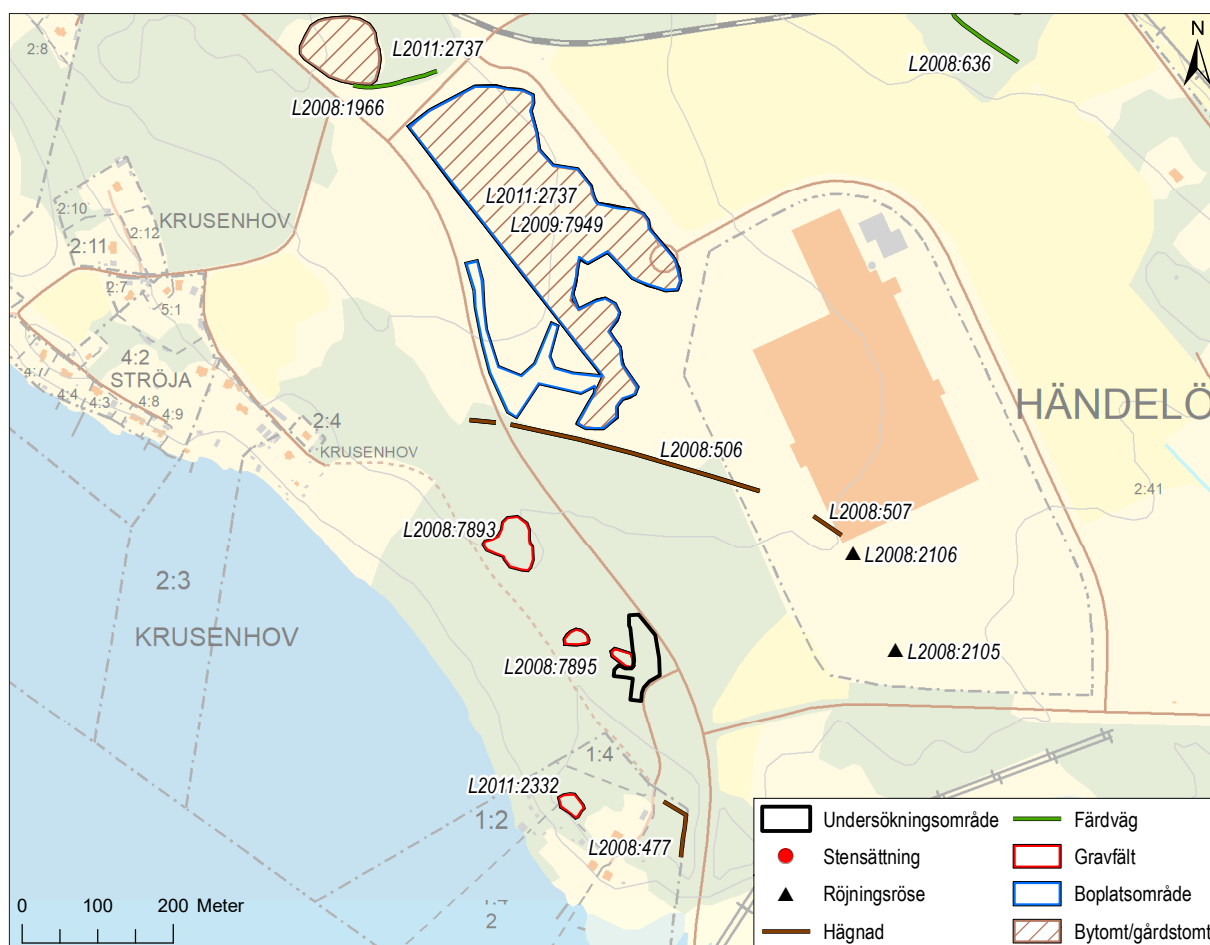 2:8
L2011:2737
L2008:636
N
L2008:1966
L2011:2737
L2009:7949
2:10
KRUSENHOV
2:12
2:11
2:7
5:1
4:2
STRÖJA
4:7
4:4
4:3
4:8
4:9
2:4
KRUSENHOV
HÄNDELÖ
L2008:506
2:41
L2008:507
L2008:7893
L2008:2106
2:3
KRUSENHOV
L2008:7895
L2008:2105
1:4
L2011:2332
1:2
L2008:477
2
0 100 200 Meter
Undersökningsområde
Stensättning
Röjningsröse
Hägnad
Färdväg
Gravfält
Boplatsområde
Bytomt/gårdstomt